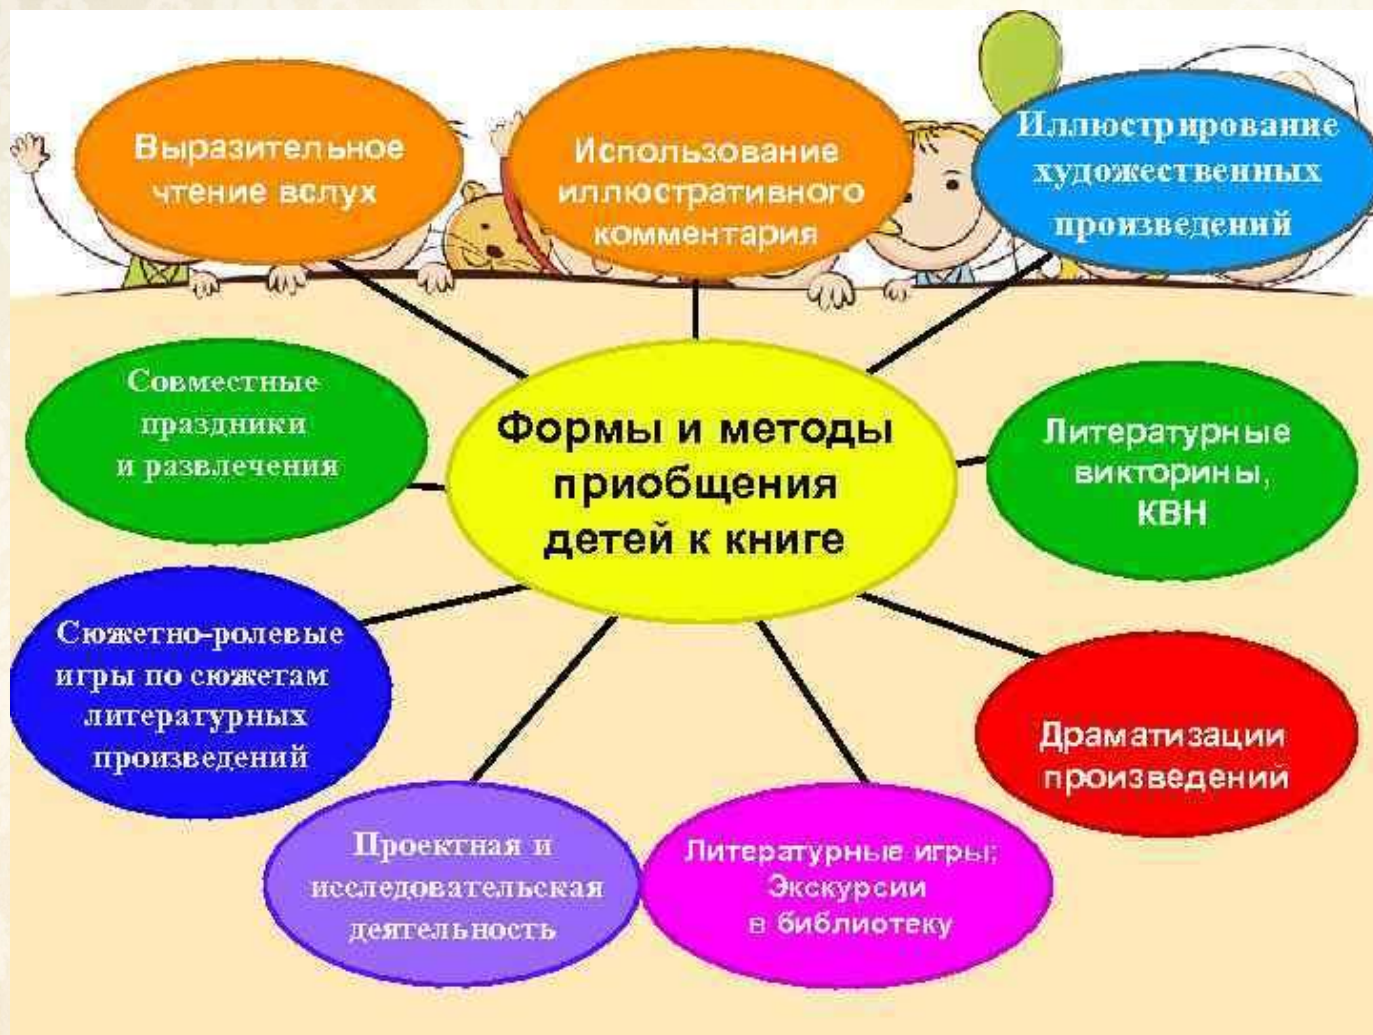 Выразительное
чтение вслух
Использование
иллюстративного
комментария
Иллюстрирование
художественных
произведений
Совместные
праздники
и развлечения
Формы и методы
приобщения
детей к книге
Литературные
викторины,
КВН
Сюжетно-ролевые
игры по сюжетам
литературных
произведений
Драматизации
произведений
Проектная и
исследовательская
деятельность
Литературные игры;
Экскурсии
в библиотеку